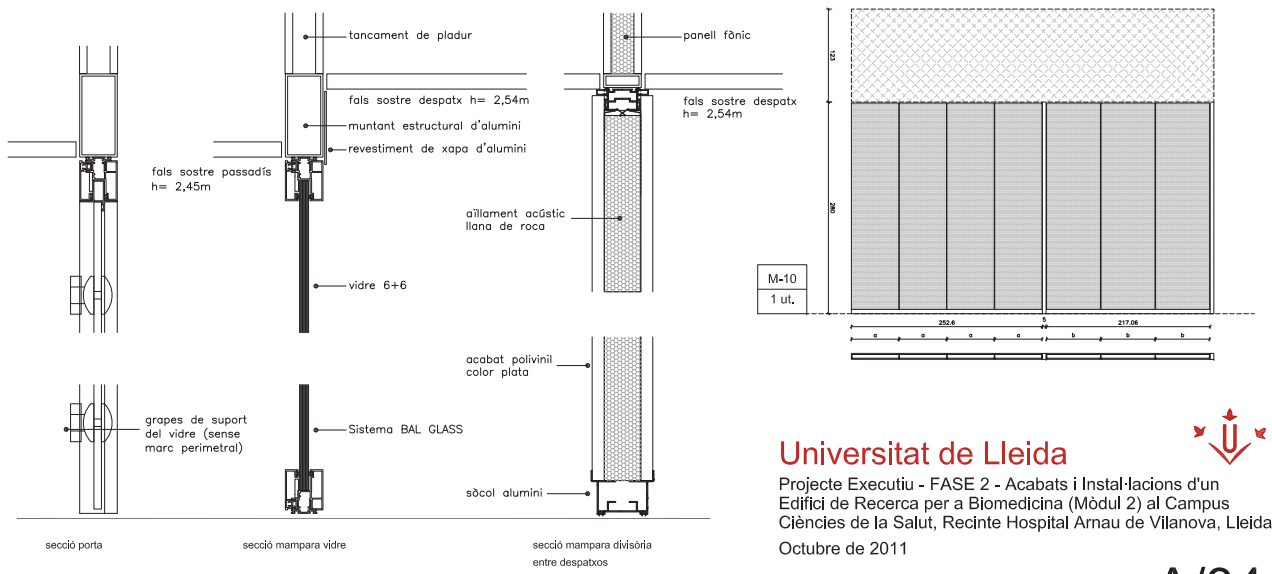 tancament de pladur
fals sostre despatx h= 2,54m
muntant estructural d'alumini
revestiment de xapa d'alumini
fals sostre passadís
h= 2,45m
vidre 6+6
grapes de suport
del vidre (sense
marc perimetral)
Sistema BAL GLASS
secció porta
secció mampara vidre
panell fònic
fals sostre despatx
h= 2,54m
aïllament acústic
llana de roca
acabat polivinil
color plata
sòcol alumini
secció mampara divisòria
entre despatxos
123
280
M-10
1 ut.
252.6
5
217.06
a
a
a
a
b
b
b
Universitat de Lleida
Projecte Executiu - FASE 2 - Acabats i Instal·lacions d'un
Edifici de Recerca per a Biomedicina (Mòdul 2) al Campus
Ciències de la Salut, Recinte Hospital Arnau de Vilanova, Lleida
Octubre de 2011